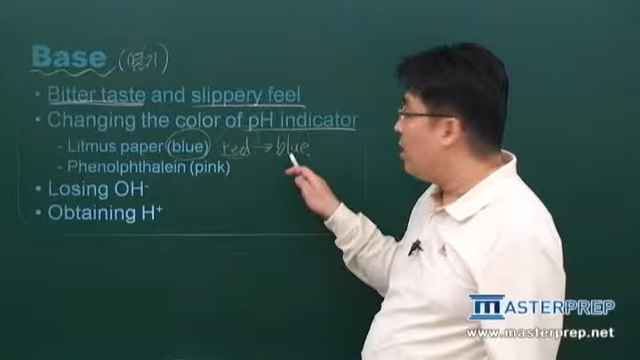 Base (염기)
• Bitter taste and slippery feel
• Changing the color of pH indicator
- Litmus paper (blue) red → blue
- Phenolphthalein (pink)
• Losing OH⁻
• Obtaining H⁺
MASTERPREP
www.masterprep.net